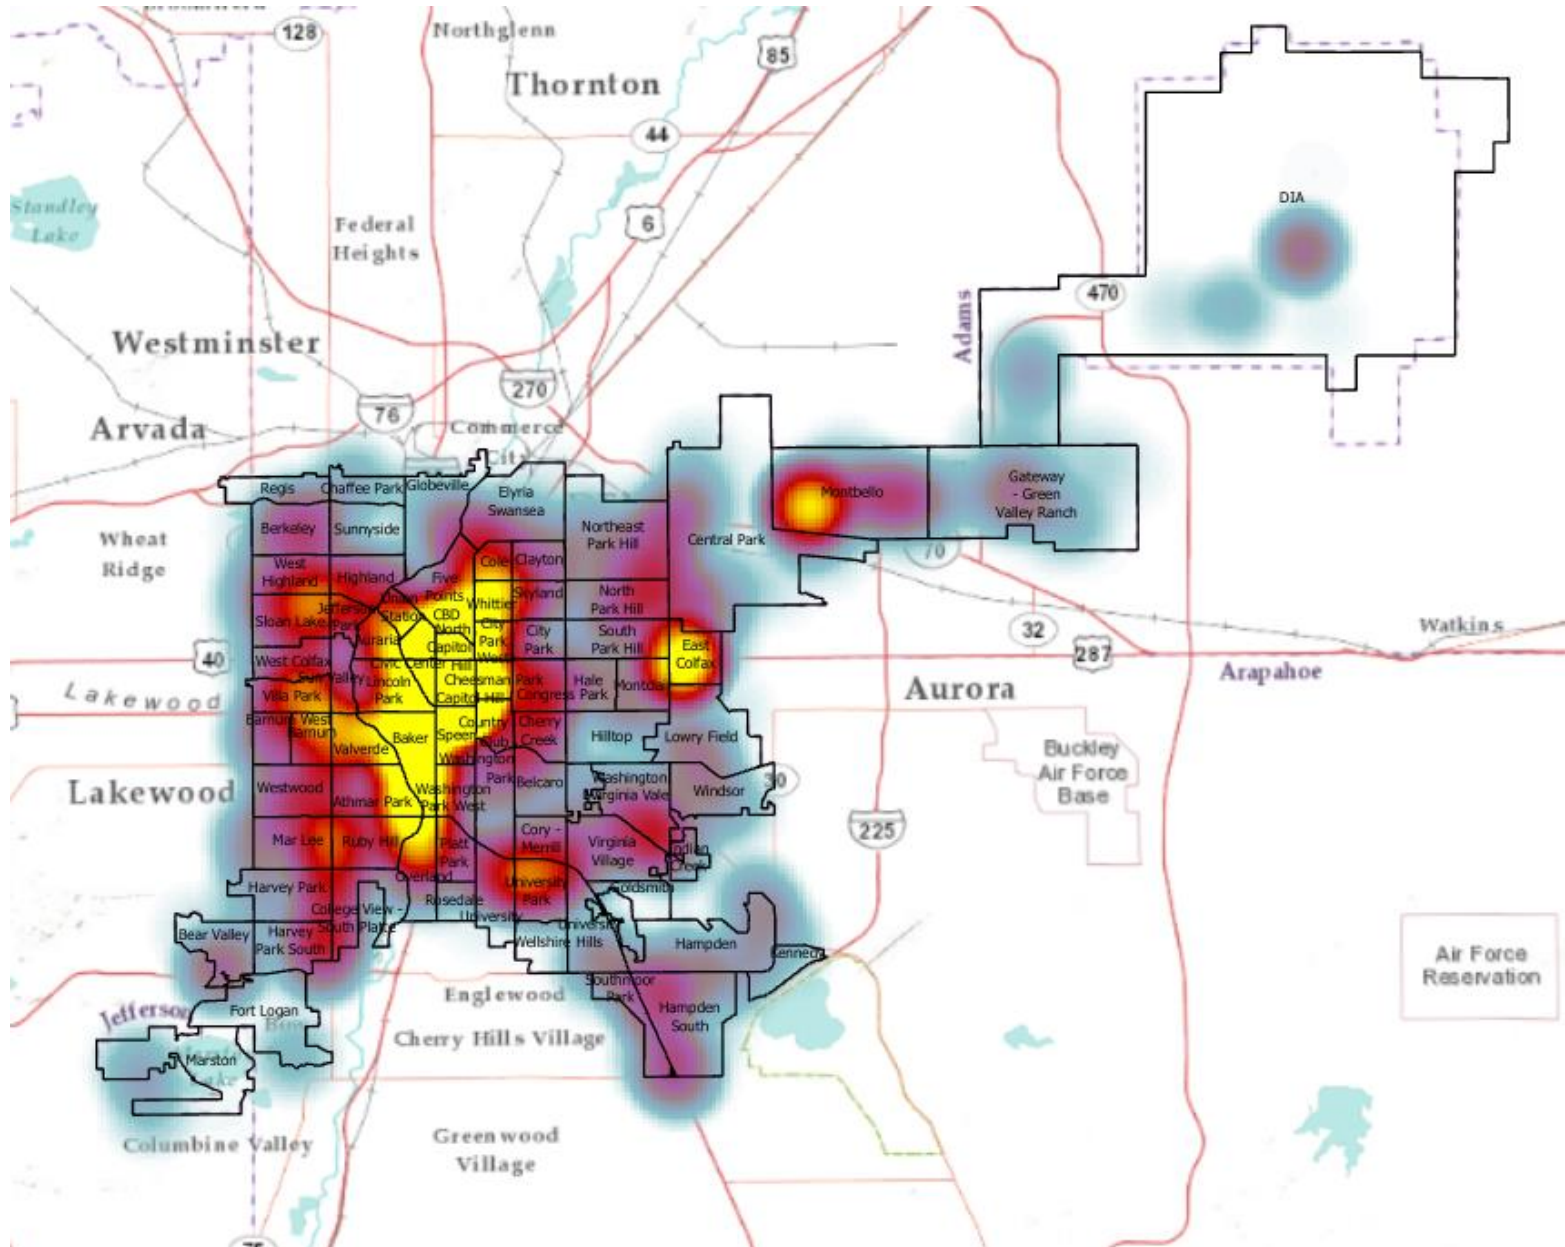 128
Northglenn
85
Thornton
44
Standley
Lake
6
Federal
Heights
DIA
470
Adams
Westminster
270
76
Arvada
Commerce
City
Regis
Chaffee Park
Globeville
Elyria
Swansea
Montbello
Gateway
- Green
Valley Ranch
Berkeley
Sunnyside
Northeast
Park Hill
Central Park
Wheat
Ridge
70
West
Highland
Highland
Cole
Clayton
Five
Points
Skyland
North
Park Hill
Union
Station
CBD
Whittier
Sloan Lake
Jefferson
Park
Auraria
North
Capitol
Hill
City
Park
West
City
Park
South
Park Hill
East
Colfax
32
Watkins
40
287
Arapahoe
West Colfax
Sun Valley
Civic Center
Lincoln
Park
Cheesman Park
Capitol Hill
Congress Park
Hale
Montclair
Lakewood
Villa Park
Aurora
Barnum West
Barnum
Valverde
Baker
Speer
Country
Club
Cherry
Creek
Hilltop
Lowry Field
Washington
Park
Belcaro
Washington
Virginia Vale
Windsor
30
Buckley
Air Force
Base
Lakewood
Westwood
Athmar Park
Washington
Park West
225
Mar Lee
Ruby Hill
Platt
Park
Cory -
Merrill
Virginia
Village
Indian
Creek
Harvey Park
Overland
Rosedale
University
Park
Goldsmith
College View -
South Platte
University
University
Hills
Bear Valley
Harvey
Park South
Wellshire
Hampden
Kennedy
Air Force
Reservation
Southmoor
Park
Hampden
South
Englewood
Jefferson
Fort Logan
Cherry Hills Village
Marston
Lake
Columbine Valley
Greenwood
Village